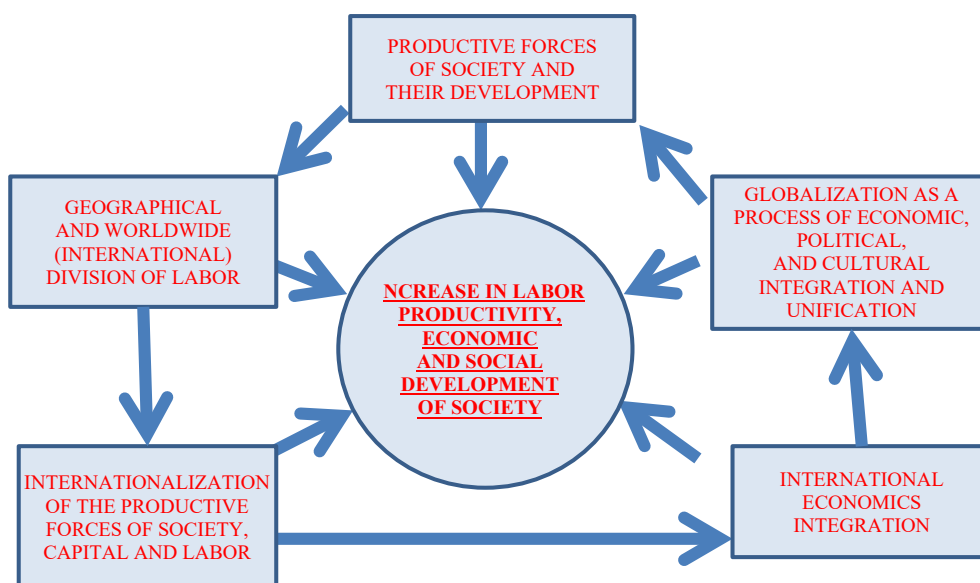 PRODUCTIVE FORCES
OF SOCIETY AND
THEIR DEVELOPMENT
GEOGRAPHICAL
AND WORLDWIDE
(INTERNATIONAL)
DIVISION OF LABOR
GLOBALIZATION AS A
PROCESS OF ECONOMIC,
POLITICAL,
AND CULTURAL
INTEGRATION AND
UNIFICATION
NCREASE IN LABOR
PRODUCTIVITY,
ECONOMIC
AND SOCIAL
DEVELOPMENT
OF SOCIETY
INTERNATIONALIZATION
OF THE PRODUCTIVE
FORCES OF SOCIETY,
CAPITAL AND LABOR
INTERNATIONAL
ECONOMICS
INTEGRATION